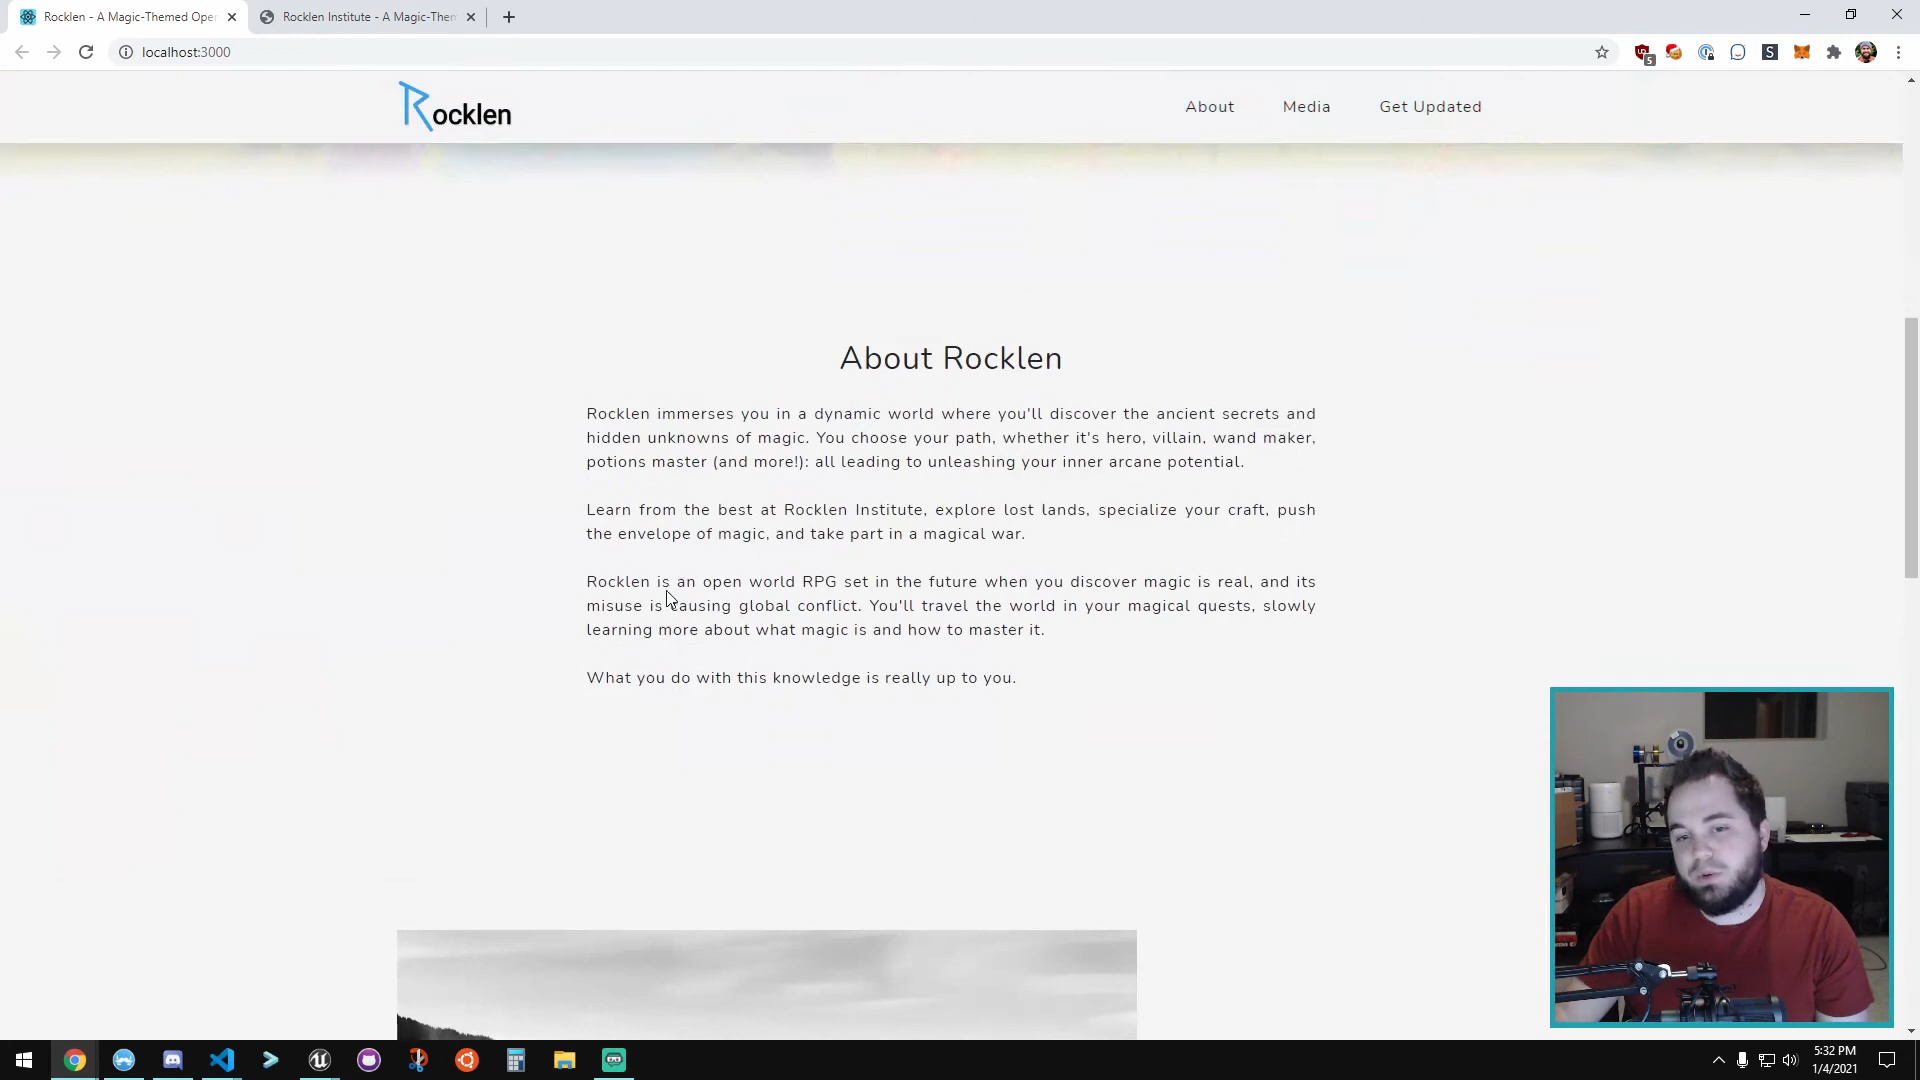 Rocklen - A Magic-Themed Oper
Rocklen Institute - A Magic-Them
localhost:3000
5
S
Rocklen
About
Media
Get Updated
About Rocklen
Rocklen immerses you in a dynamic world where you'll discover the ancient secrets and
hidden unknowns of magic. You choose your path, whether it's hero, villain, wand maker,
potions master (and more!): all leading to unleashing your inner arcane potential.
Learn from the best at Rocklen Institute, explore lost lands, specialize your craft, push
the envelope of magic, and take part in a magical war.
Rocklen is an open world RPG set in the future when you discover magic is real, and its
misuse is causing global conflict. You'll travel the world in your magical quests, slowly
learning more about what magic is and how to master it.
What you do with this knowledge is really up to you.
5:32 PM
1/4/2021